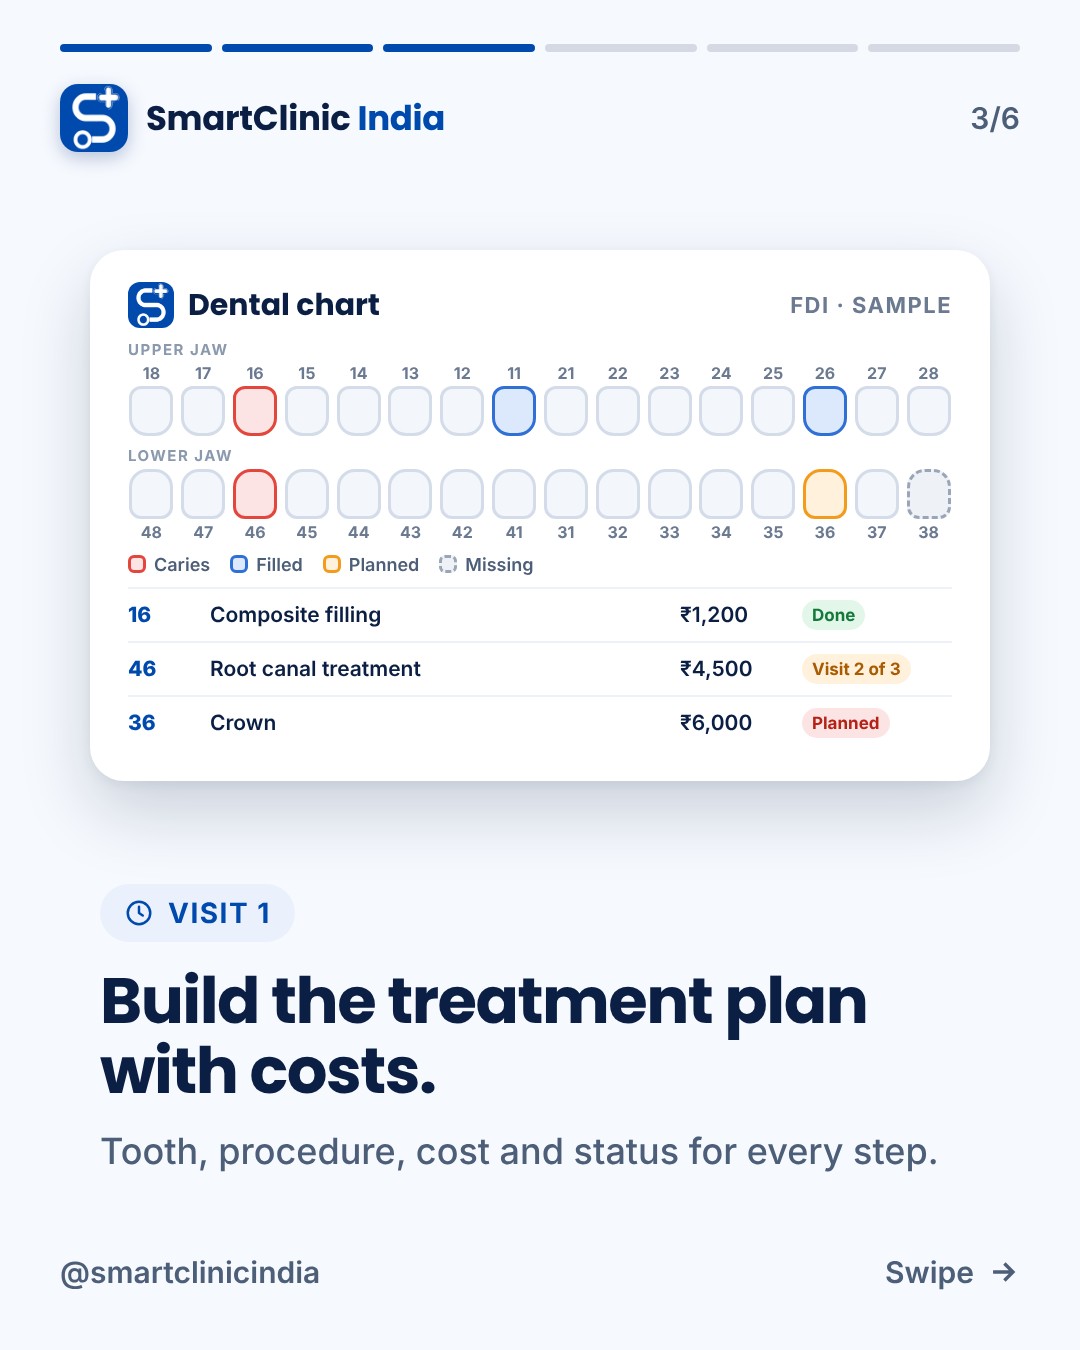 SmartClinic India
3/6
Dental chart
FDI · SAMPLE
UPPER JAW
18 17 16 15 14 13 12 11 21 22 23 24 25 26 27 28
LOWER JAW
48 47 46 45 44 43 42 41 31 32 33 34 35 36 37 38
Caries Filled Planned Missing
16 Composite filling ₹1,200 Done
46 Root canal treatment ₹4,500 Visit 2 of 3
36 Crown ₹6,000 Planned
VISIT 1
Build the treatment plan
with costs.
Tooth, procedure, cost and status for every step.
@smartclinicindia
Swipe →